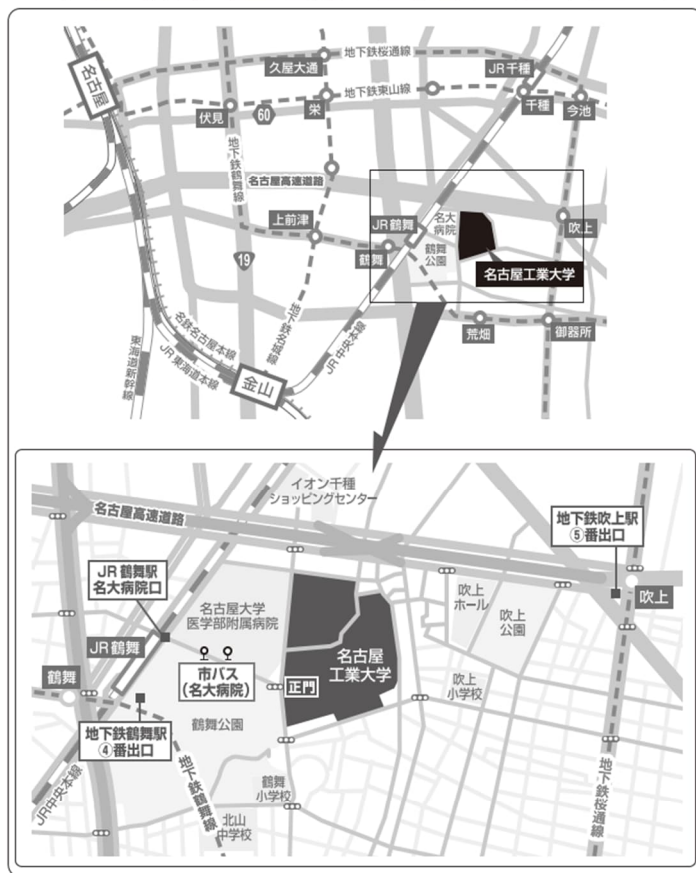 地下鉄桜通線
久屋大通
JR千種
名古屋
栄
地下鉄東山線
千種
今池
伏見
60
地下鉄鶴舞線
名古屋高速道路
名大
病院
JR鶴舞
上前津
吹上
鶴舞
鶴舞
公園
名古屋工業大学
19
名鉄名古屋本線
地下鉄名城線
JR中央本線
荒畑
御器所
東海道新幹線
JR東海道本線
金山
イオン千種
ショッピングセンター
名古屋高速道路
地下鉄吹上駅
⑤番出口
JR鶴舞駅
名大病院口
名古屋大学
医学部附属病院
吹上
ホール
吹上
公園
吹上
JR鶴舞
名古屋
工業大学
鶴舞
市バス
(名大病院)
正門
吹上
小学校
地下鉄鶴舞駅
④番出口
鶴舞公園
JR中央本線
地下鉄鶴舞線
鶴舞
小学校
地下鉄桜通線
北山
中学校